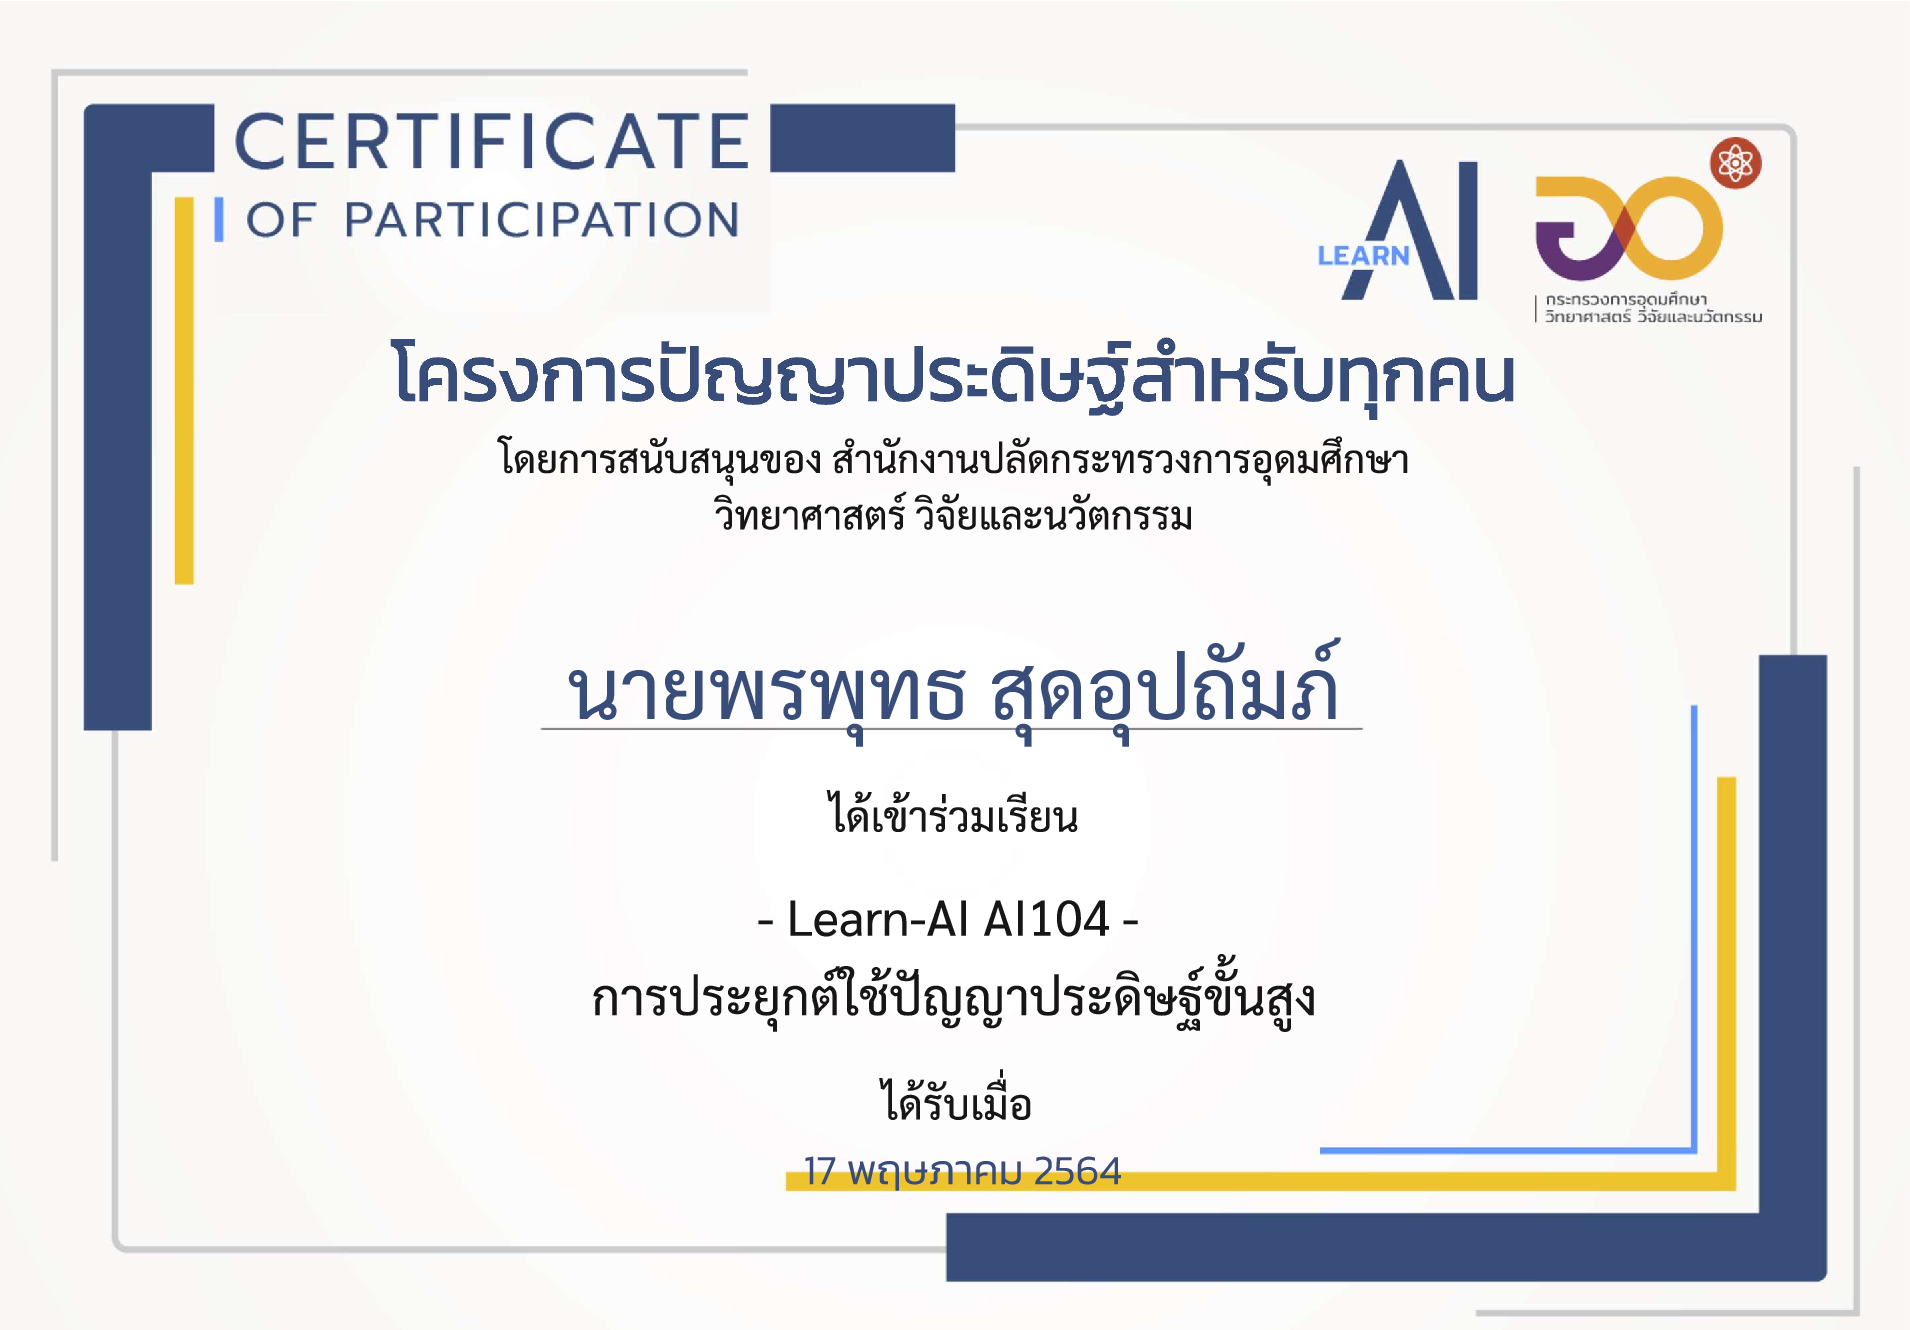 CERTIFICATE
OF PARTICIPATION
LEARN AI
กระทรวงการอุดมศึกษา
วิทยาศาสตร์ วิจัยและนวัตกรรม
โครงการปัญญาประดิษฐ์สำหรับทุกคน
โดยการสนับสนุนของ สำนักงานปลัดกระทรวงการอุดมศึกษา
วิทยาศาสตร์ วิจัยและนวัตกรรม
นายพรพุทธ สุดอุปถัมภ์
ได้เข้าร่วมเรียน
- Learn-AI AI104 -
การประยุกต์ใช้ปัญญาประดิษฐ์ขั้นสูง
ได้รับเมื่อ
17 พฤษภาคม 2564